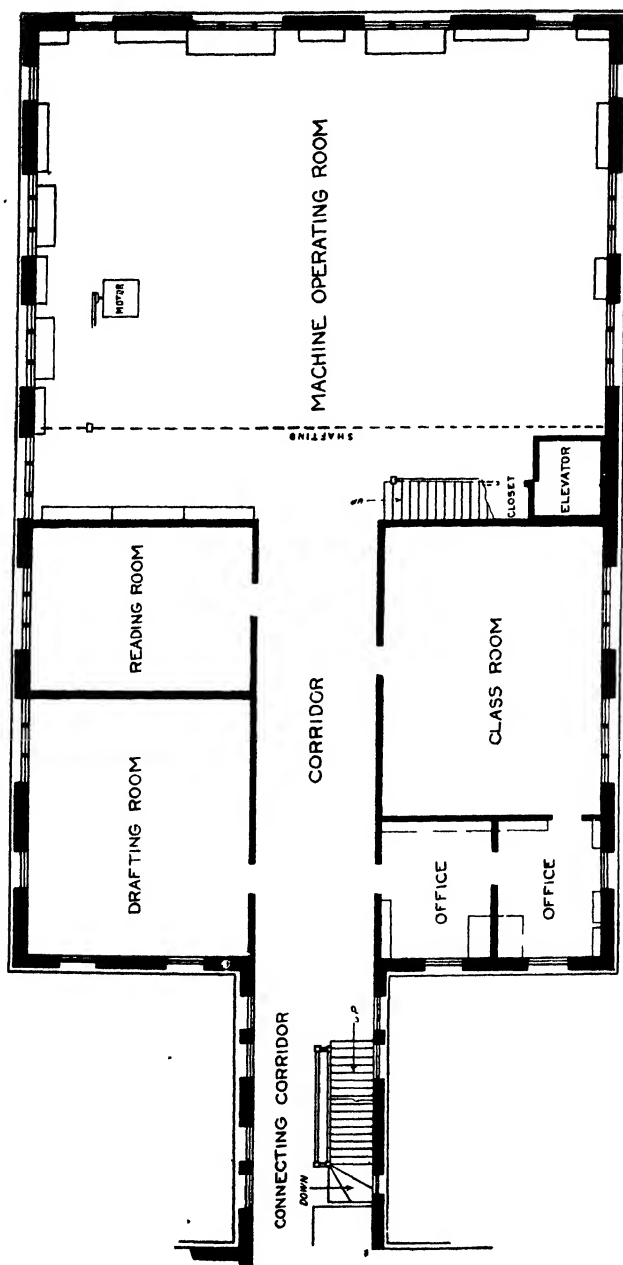 MACHINE OPERATING ROOM
MOTOR
SHAFTING
UP
CLOSET
ELEVATOR
READING ROOM
DRAFTING ROOM
CORRIDOR
CLASS ROOM
OFFICE
OFFICE
CONNECTING CORRIDOR
UP
DOWN